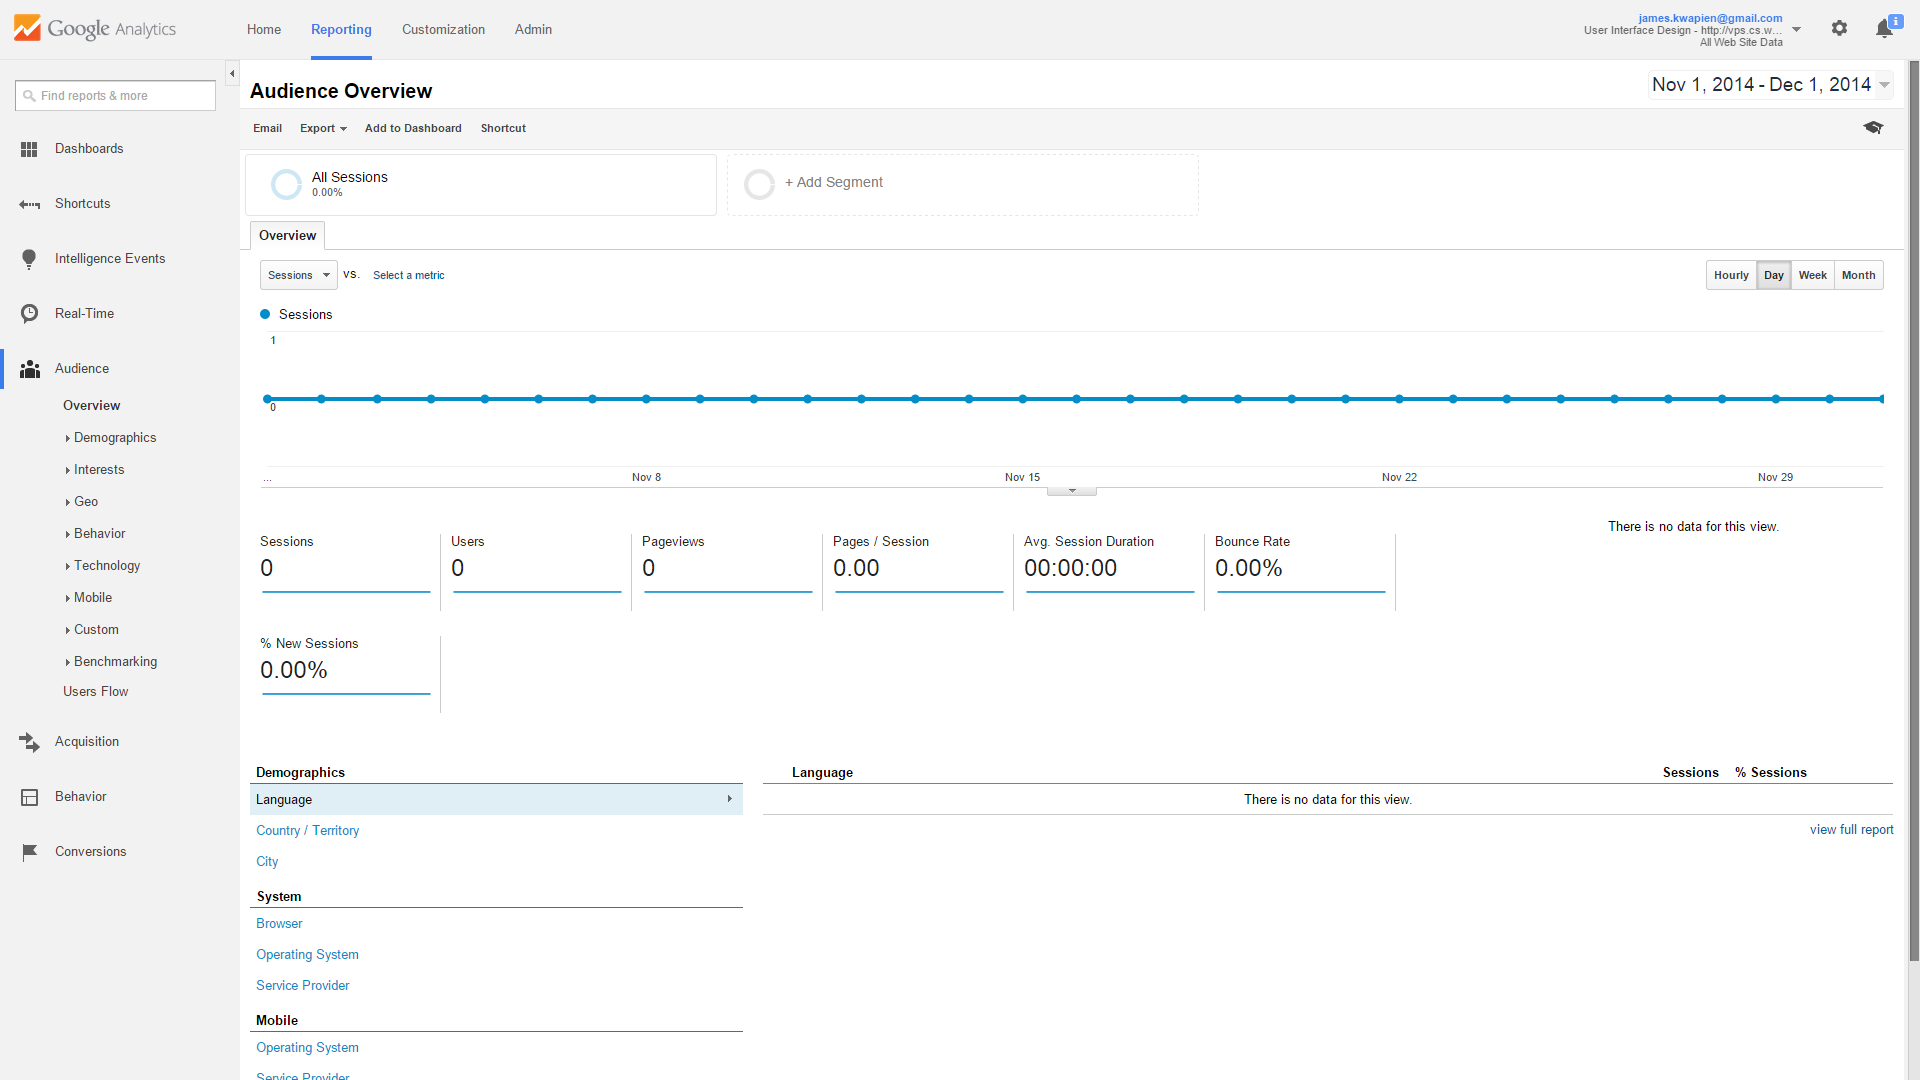 Google Analytics
Home
Reporting
Customization
Admin
james.kwapien@gmail.com
User Interface Design - http://vps.cs.w...
All Web Site Data
i
Find reports & more
Dashboards
Shortcuts
Intelligence Events
Real-Time
Audience
Overview
Demographics
Interests
Geo
Behavior
Technology
Mobile
Custom
Benchmarking
Users Flow
Acquisition
Behavior
Conversions
Audience Overview
Nov 1, 2014 - Dec 1, 2014
Email
Export
Add to Dashboard
Shortcut
All Sessions
0.00%
+ Add Segment
Overview
Sessions
vs.
Select a metric
Hourly
Day
Week
Month
Sessions
1
0
...
Nov 8
Nov 15
Nov 22
Nov 29
Sessions
0
Users
0
Pageviews
0
Pages / Session
0.00
Avg. Session Duration
00:00:00
Bounce Rate
0.00%
% New Sessions
0.00%
There is no data for this view.
Demographics
Language
Country / Territory
City
System
Browser
Operating System
Service Provider
Mobile
Operating System
Service Provider
Language
Sessions
% Sessions
There is no data for this view.
view full report